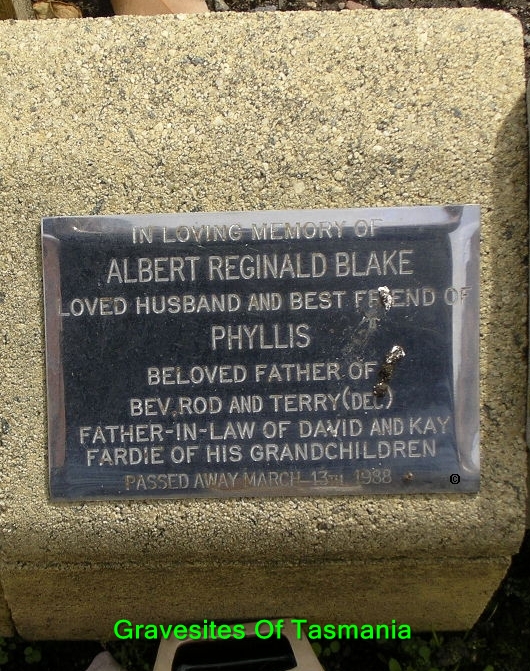 IN LOVING MEMORY OF
ALBERT REGINALD BLAKE
LOVED HUSBAND AND BEST FRIEND OF
PHYLLIS
BELOVED FATHER OF
BEV, ROD AND TERRY (DEC)
FATHER-IN-LAW OF DAVID AND KAY
FARDIE OF HIS GRANDCHILDREN
PASSED AWAY MARCH 13TH 1988
©
Gravesites Of Tasmania